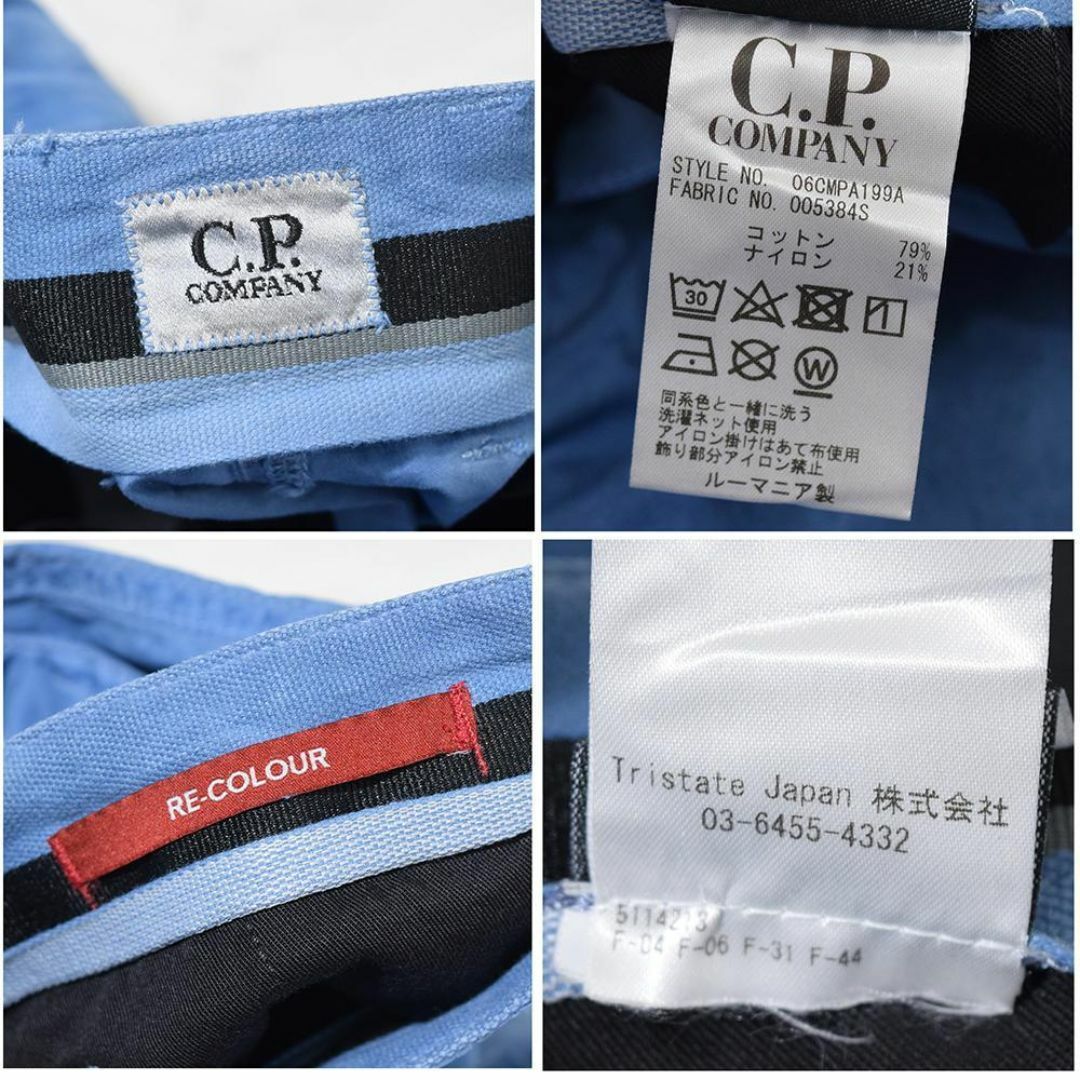 C.P.
COMPANY
C.P.
COMPANY
STYLE NO. 06CMPA199A
FABRIC NO. 005384S
コットン 79%
ナイロン 21%
30
1
W
同系色と一緒に洗う
洗濯ネット使用
アイロン掛けはあて布使用
飾り部分アイロン禁止
ルーマニア製
RE-COLOUR
Tristate Japan 株式会社
03-6455-4332
5114213
F-04 F-06 F-31 F-44